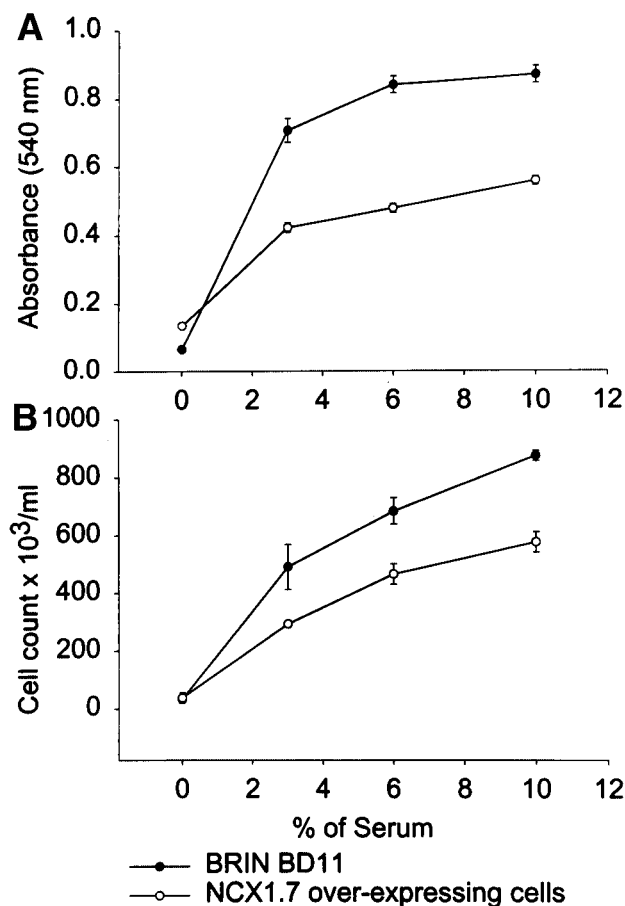 A
Absorbance (540 nm)
1.0
0.8
0.6
0.4
0.2
0.0
0 2 4 6 8 10 12
B
Cell count x 10³/ml
1000
800
600
400
200
0
0 2 4 6 8 10 12
% of Serum
BRIN BD11
NCX1.7 over-expressing cells